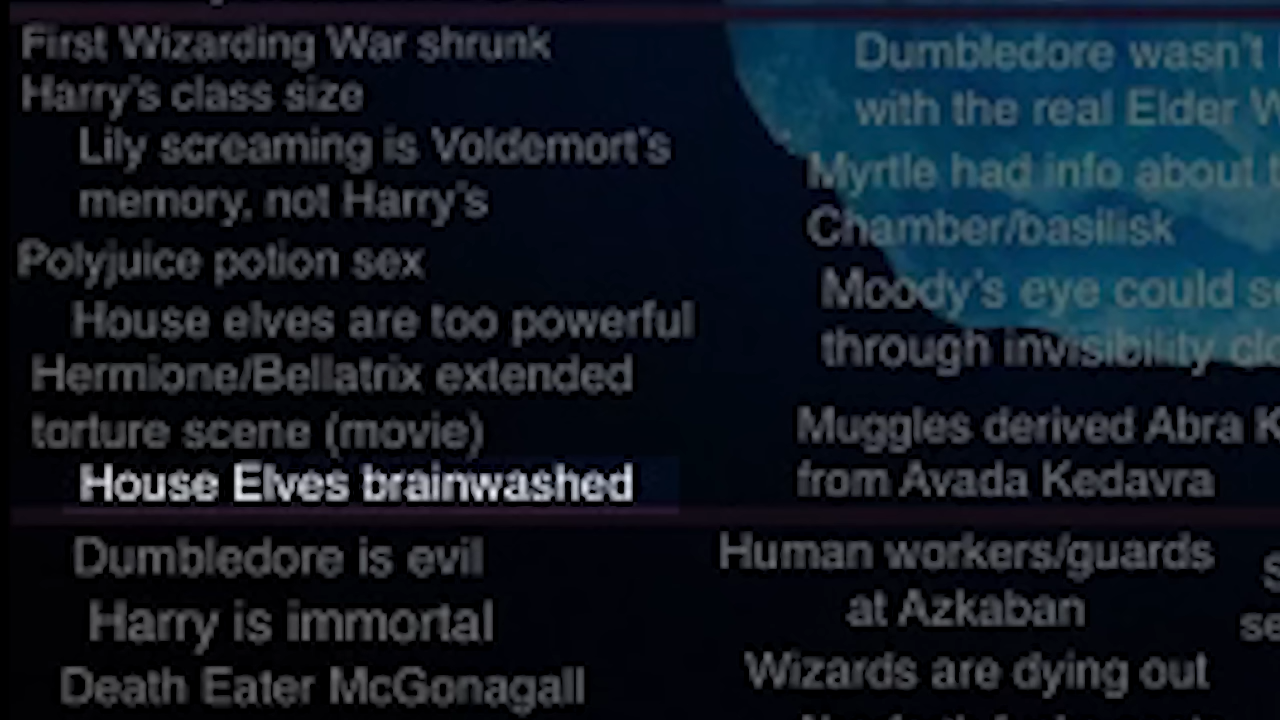 First Wizarding War shrunk
Harry's class size
Lily screaming is Voldemort's
memory, not Harry's
Polyjuice potion sex
House elves are too powerful
Hermione/Bellatrix extended
torture scene (movie)
House Elves brainwashed
Dumbledore is evil
Harry is immortal
Death Eater McGonagall
Dumbledore wasn't
with the real Elder
Myrtle had info about
Chamber/basilisk
Moody's eye could
through invisibility
Muggles derived Abra
from Avada Kedavra
Human workers/guards
at Azkaban
Wizards are dying out